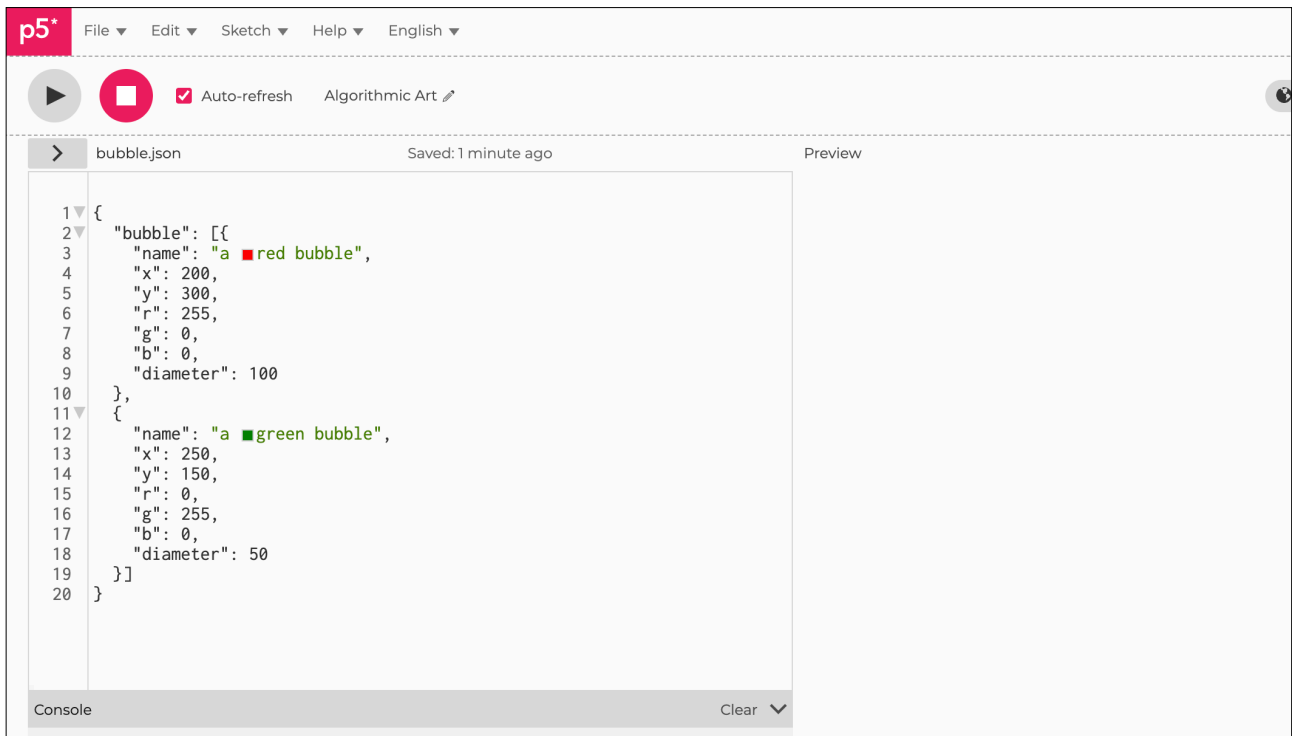 p5* File Edit Sketch Help English
Auto-refresh Algorithmic Art
bubble.json Saved: 1 minute ago Preview
1 {
2 "bubble": [{
3 "name": "a red bubble",
4 "x": 200,
5 "y": 300,
6 "r": 255,
7 "g": 0,
8 "b": 0,
9 "diameter": 100
10 },
11 {
12 "name": "a green bubble",
13 "x": 250,
14 "y": 150,
15 "r": 0,
16 "g": 255,
17 "b": 0,
18 "diameter": 50
19 }]
20 }
Console Clear